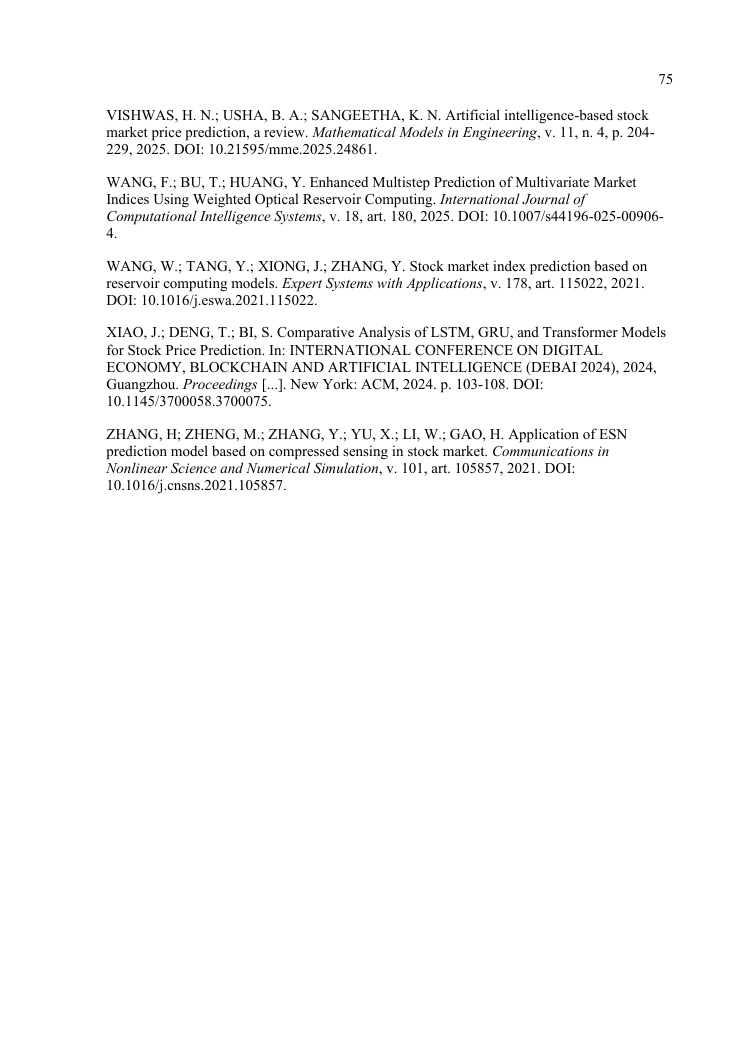 75
VISHWAS, H. N.; USHA, B. A.; SANGEETHA, K. N. Artificial intelligence-based stock
market price prediction, a review. Mathematical Models in Engineering, v. 11, n. 4, p. 204-
229, 2025. DOI: 10.21595/mme.2025.24861.
WANG, F.; BU, T.; HUANG, Y. Enhanced Multistep Prediction of Multivariate Market
Indices Using Weighted Optical Reservoir Computing. International Journal of
Computational Intelligence Systems, v. 18, art. 180, 2025. DOI: 10.1007/s44196-025-00906-
4.
WANG, W.; TANG, Y.; XIONG, J.; ZHANG, Y. Stock market index prediction based on
reservoir computing models. Expert Systems with Applications, v. 178, art. 115022, 2021.
DOI: 10.1016/j.eswa.2021.115022.
XIAO, J.; DENG, T.; BI, S. Comparative Analysis of LSTM, GRU, and Transformer Models
for Stock Price Prediction. In: INTERNATIONAL CONFERENCE ON DIGITAL
ECONOMY, BLOCKCHAIN AND ARTIFICIAL INTELLIGENCE (DEBAI 2024), 2024,
Guangzhou. Proceedings [...]. New York: ACM, 2024. p. 103-108. DOI:
10.1145/3700058.3700075.
ZHANG, H; ZHENG, M.; ZHANG, Y.; YU, X.; LI, W.; GAO, H. Application of ESN
prediction model based on compressed sensing in stock market. Communications in
Nonlinear Science and Numerical Simulation, v. 101, art. 105857, 2021. DOI:
10.1016/j.cnsns.2021.105857.